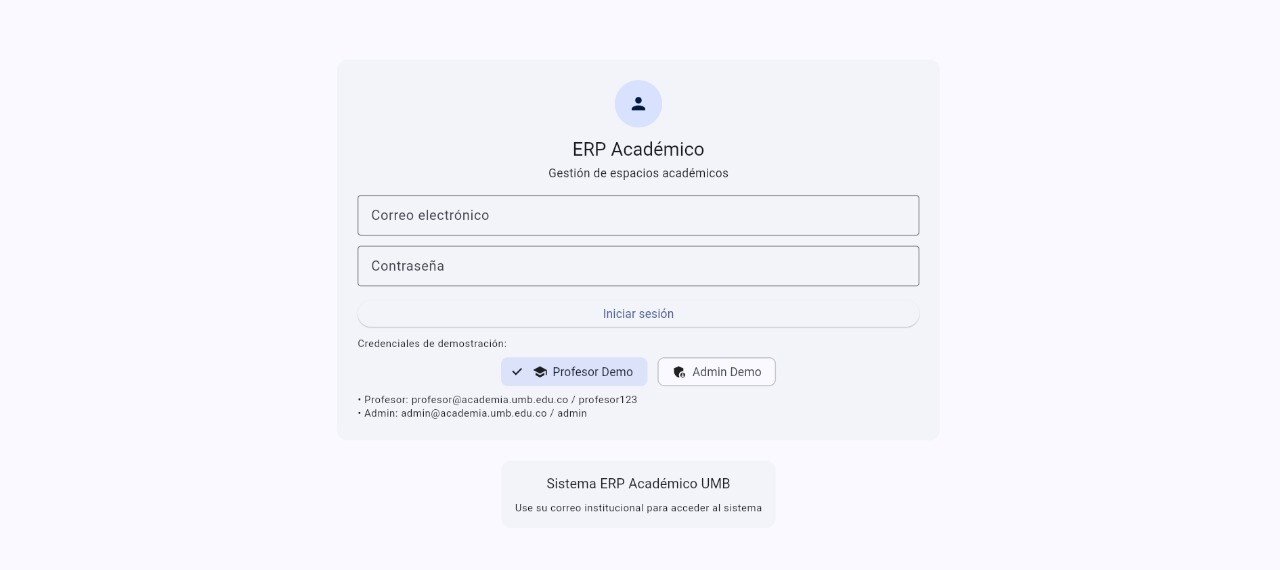 ERP Académico
Gestión de espacios académicos
Correo electrónico
Contraseña
Iniciar sesión
Credenciales de demostración:
Profesor Demo
Admin Demo
• Profesor: profesor@academia.umb.edu.co / profesor123
• Admin: admin@academia.umb.edu.co / admin
Sistema ERP Académico UMB
Use su correo institucional para acceder al sistema